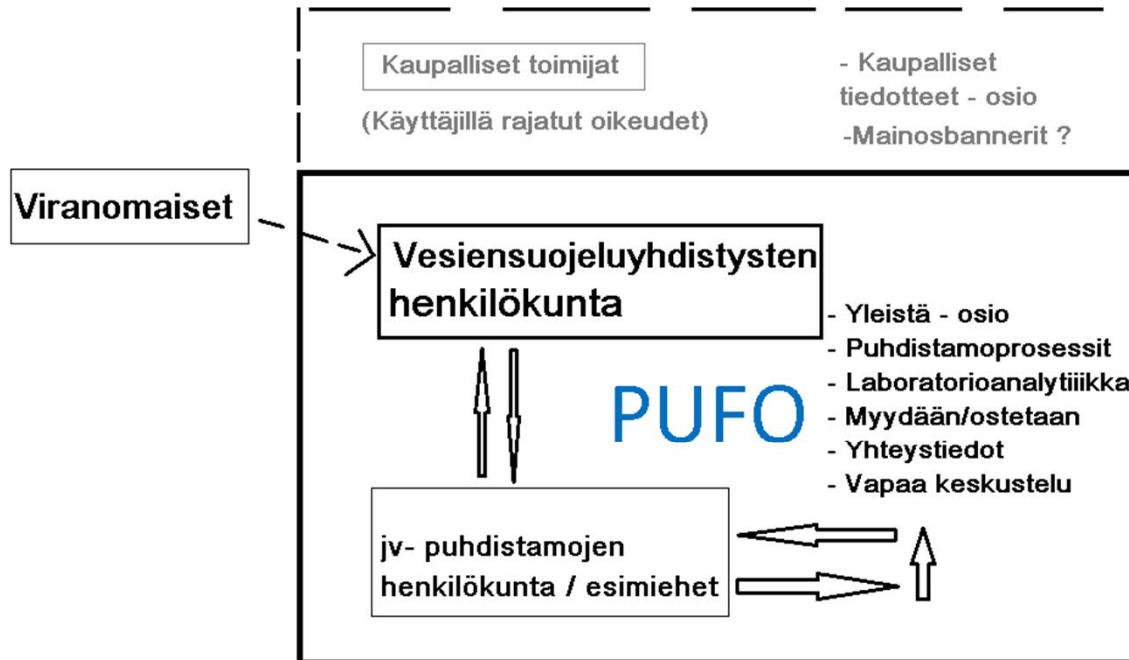 Kaupalliset toimijat
(Käyttäjillä rajatut oikeudet)
- Kaupalliset
tiedotteet - osio
-Mainosbannerit ?
Viranomaiset
Vesiensuojeluyhdistysten
henkilökunta
PUFO
- Yleistä - osio
- Puhdistamoprosessit
- Laboratorioanalytiiikka
- Myydään/ostetaan
- Yhteystiedot
- Vapaa keskustelu
jv- puhdistamojen
henkilökunta / esimiehet